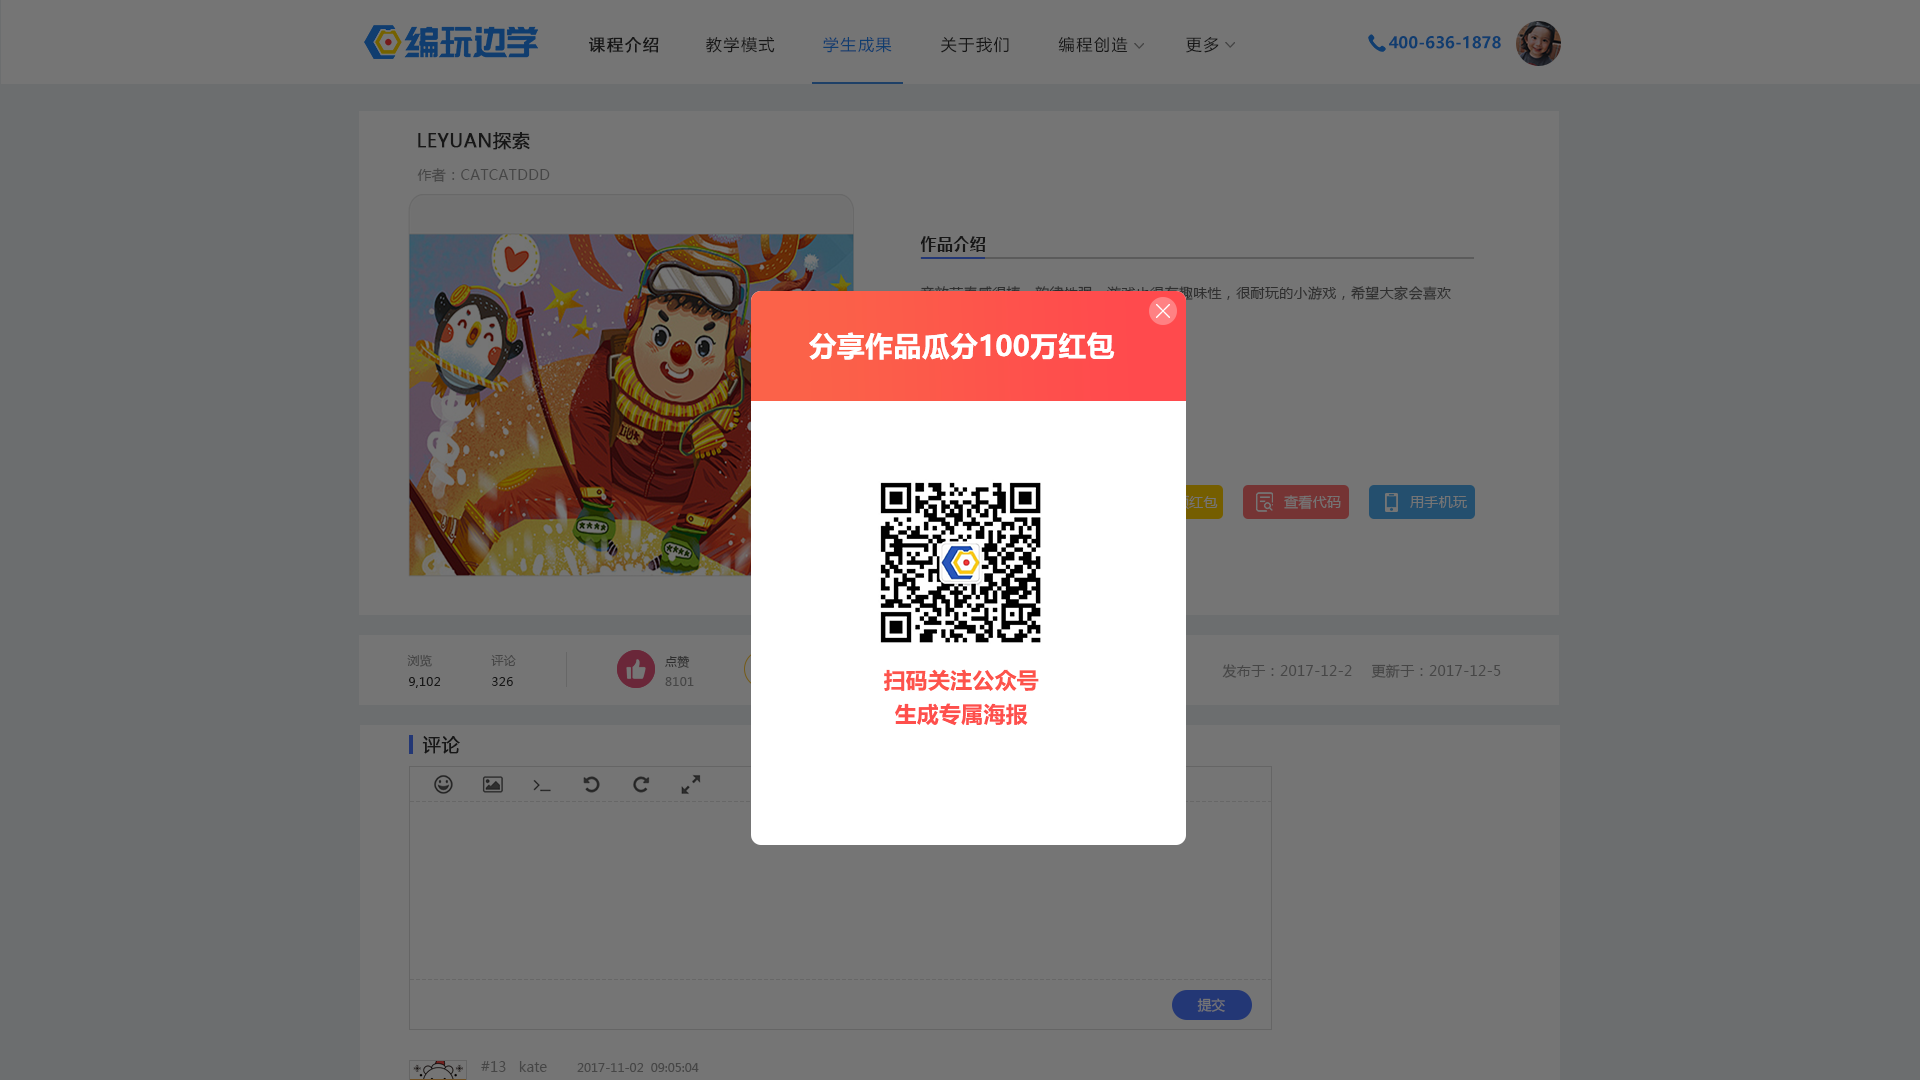 编玩边学
课程介绍
教学模式
学生成果
关于我们
编程创造
更多
400-636-1878
LEYUAN探索
作者：CATCATDDD
作品介绍
趣味性，很耐玩的小游戏，希望大家会喜欢
分享作品瓜分100万红包
红包
查看代码
用手机玩
扫码关注公众号
生成专属海报
浏览
9,102
评论
326
点赞
8101
发布于：2017-12-2
更新于：2017-12-5
评论
提交
#13 kate 2017-11-02 09:05:04